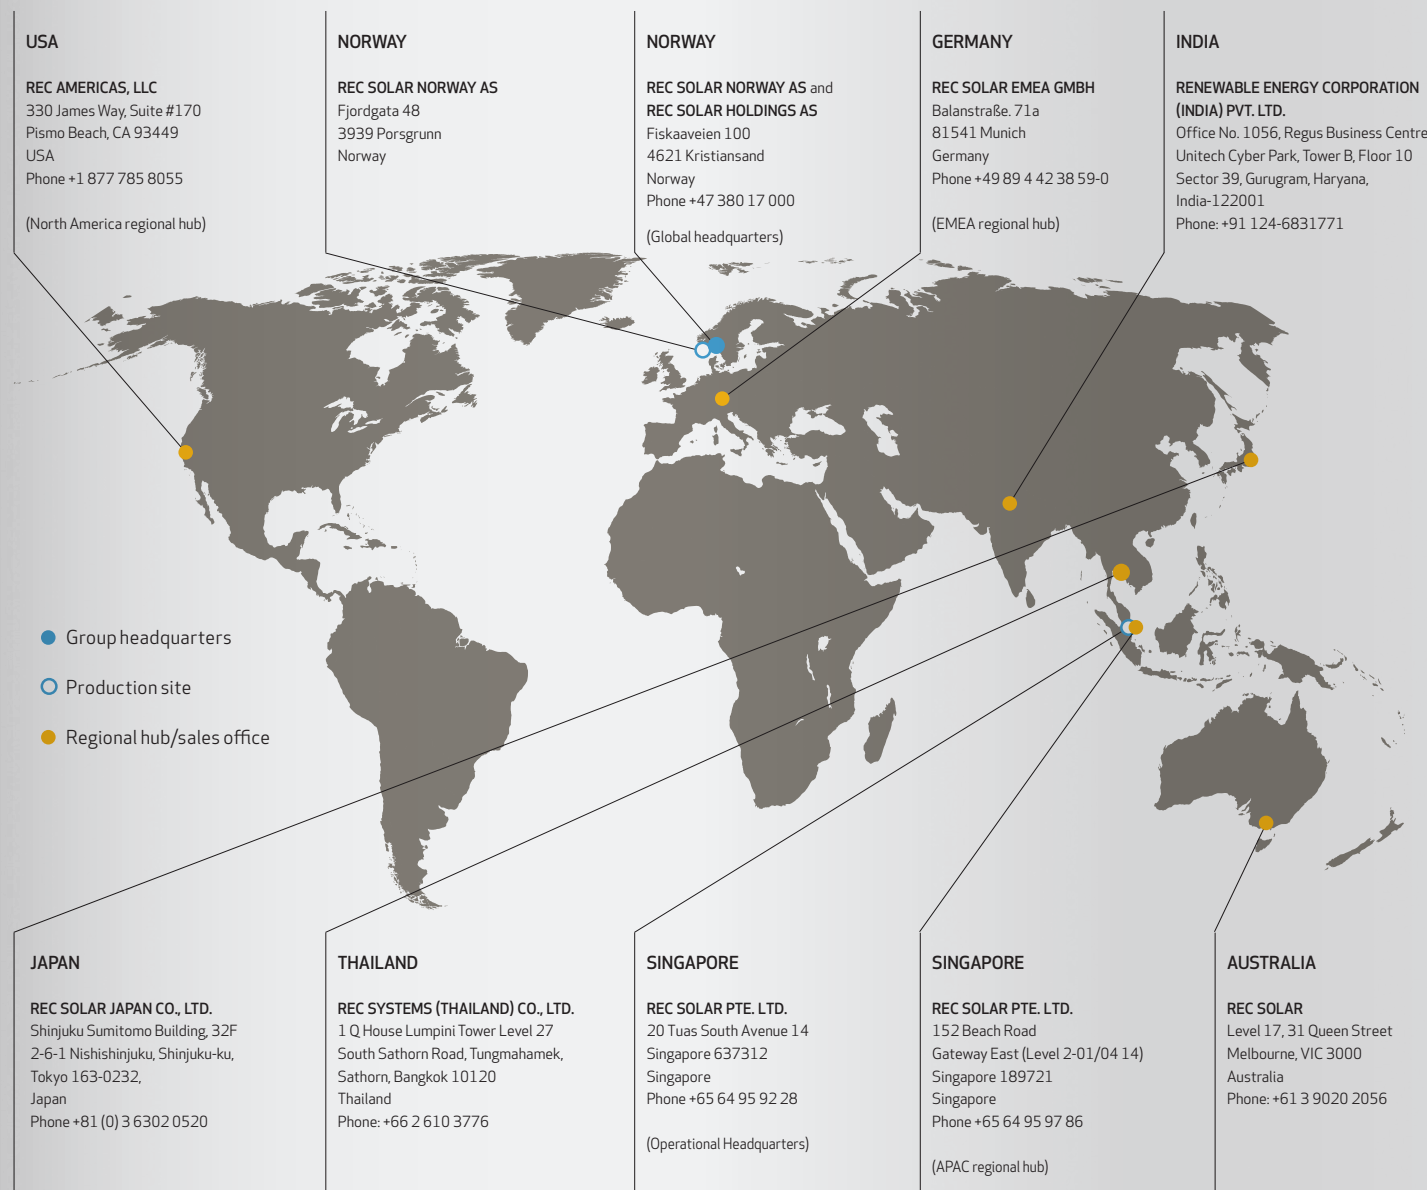 USA
REC AMERICAS, LLC
330 James Way, Suite #170
Pismo Beach, CA 93449
USA
Phone +1 877 785 8055
(North America regional hub)
NORWAY
REC SOLAR NORWAY AS
Fjordgata 48
3939 Porsgrunn
Norway
NORWAY
REC SOLAR NORWAY AS and
REC SOLAR HOLDINGS AS
Fiskaaveien 100
4621 Kristiansand
Norway
Phone +47 380 17 000
(Global headquarters)
GERMANY
REC SOLAR EMEA GMBH
Balanstraße. 71a
81541 Munich
Germany
Phone +49 89 4 42 38 59-0
(EMEA regional hub)
INDIA
RENEWABLE ENERGY CORPORATION
(INDIA) PVT. LTD.
Office No. 1056, Regus Business Centre
Unitech Cyber Park, Tower B, Floor 10
Sector 39, Gurugram, Haryana,
India-122001
Phone: +91 124-6831771
Group headquarters
Production site
Regional hub/sales office
JAPAN
REC SOLAR JAPAN CO., LTD.
Shinjuku Sumitomo Building, 32F
2-6-1 Nishishinjuku, Shinjuku-ku,
Tokyo 163-0232,
Japan
Phone +81 (0) 3 6302 0520
THAILAND
REC SYSTEMS (THAILAND) CO., LTD.
1 Q House Lumpini Tower Level 27
South Sathorn Road, Tungmahamek,
Sathorn, Bangkok 10120
Thailand
Phone: +66 2 610 3776
SINGAPORE
REC SOLAR PTE. LTD.
20 Tuas South Avenue 14
Singapore 637312
Singapore
Phone +65 64 95 92 28
(Operational Headquarters)
SINGAPORE
REC SOLAR PTE. LTD.
152 Beach Road
Gateway East (Level 2-01/04 14)
Singapore 189721
Singapore
Phone +65 64 95 97 86
(APAC regional hub)
AUSTRALIA
REC SOLAR
Level 17, 31 Queen Street
Melbourne, VIC 3000
Australia
Phone: +61 3 9020 2056